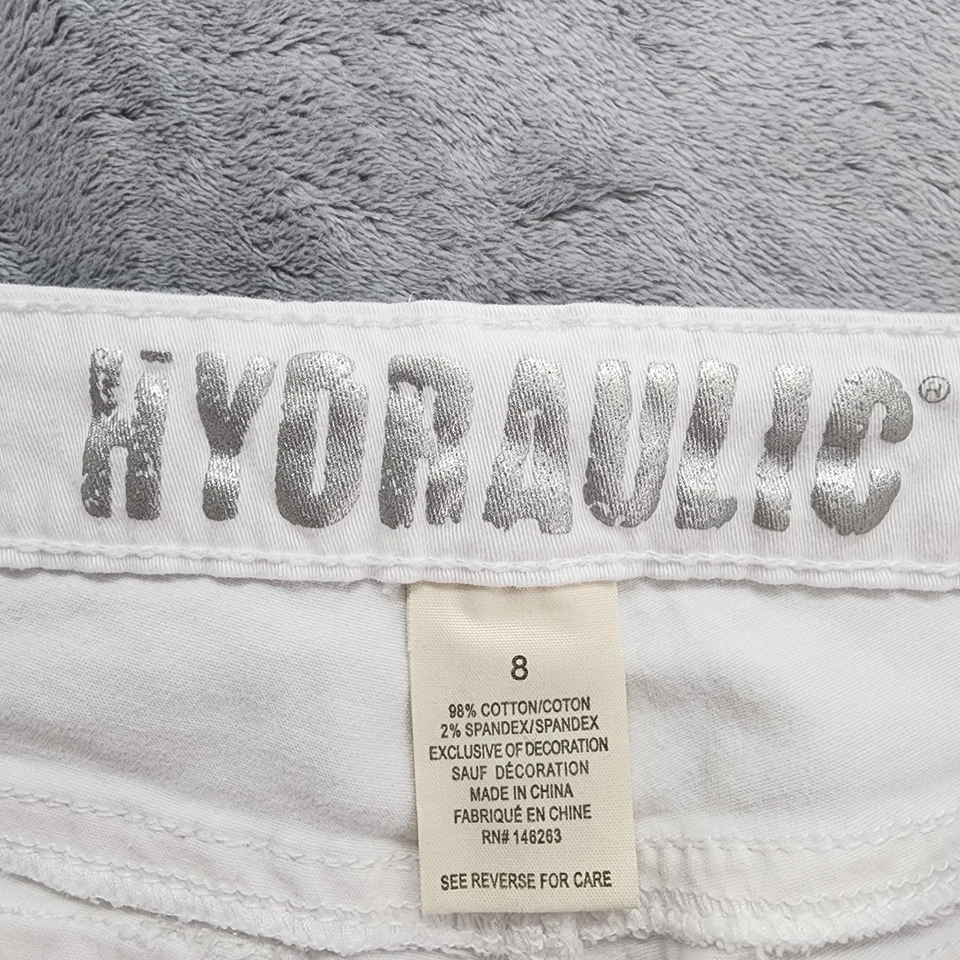 HYDRAULIC®
8
98% COTTON/COTON
2% SPANDEX/SPANDEX
EXCLUSIVE OF DECORATION
SAUF DÉCORATION
MADE IN CHINA
FABRIQUÉ EN CHINE
RN# 146263
SEE REVERSE FOR CARE